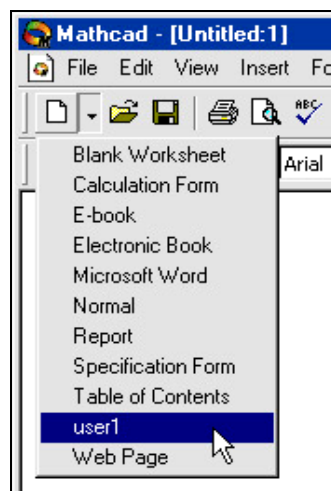 Mathcad - [Untitled:1]
File Edit View Insert Fo
ABC
Arial
Blank Worksheet
Calculation Form
E-book
Electronic Book
Microsoft Word
Normal
Report
Specification Form
Table of Contents
user1
Web Page